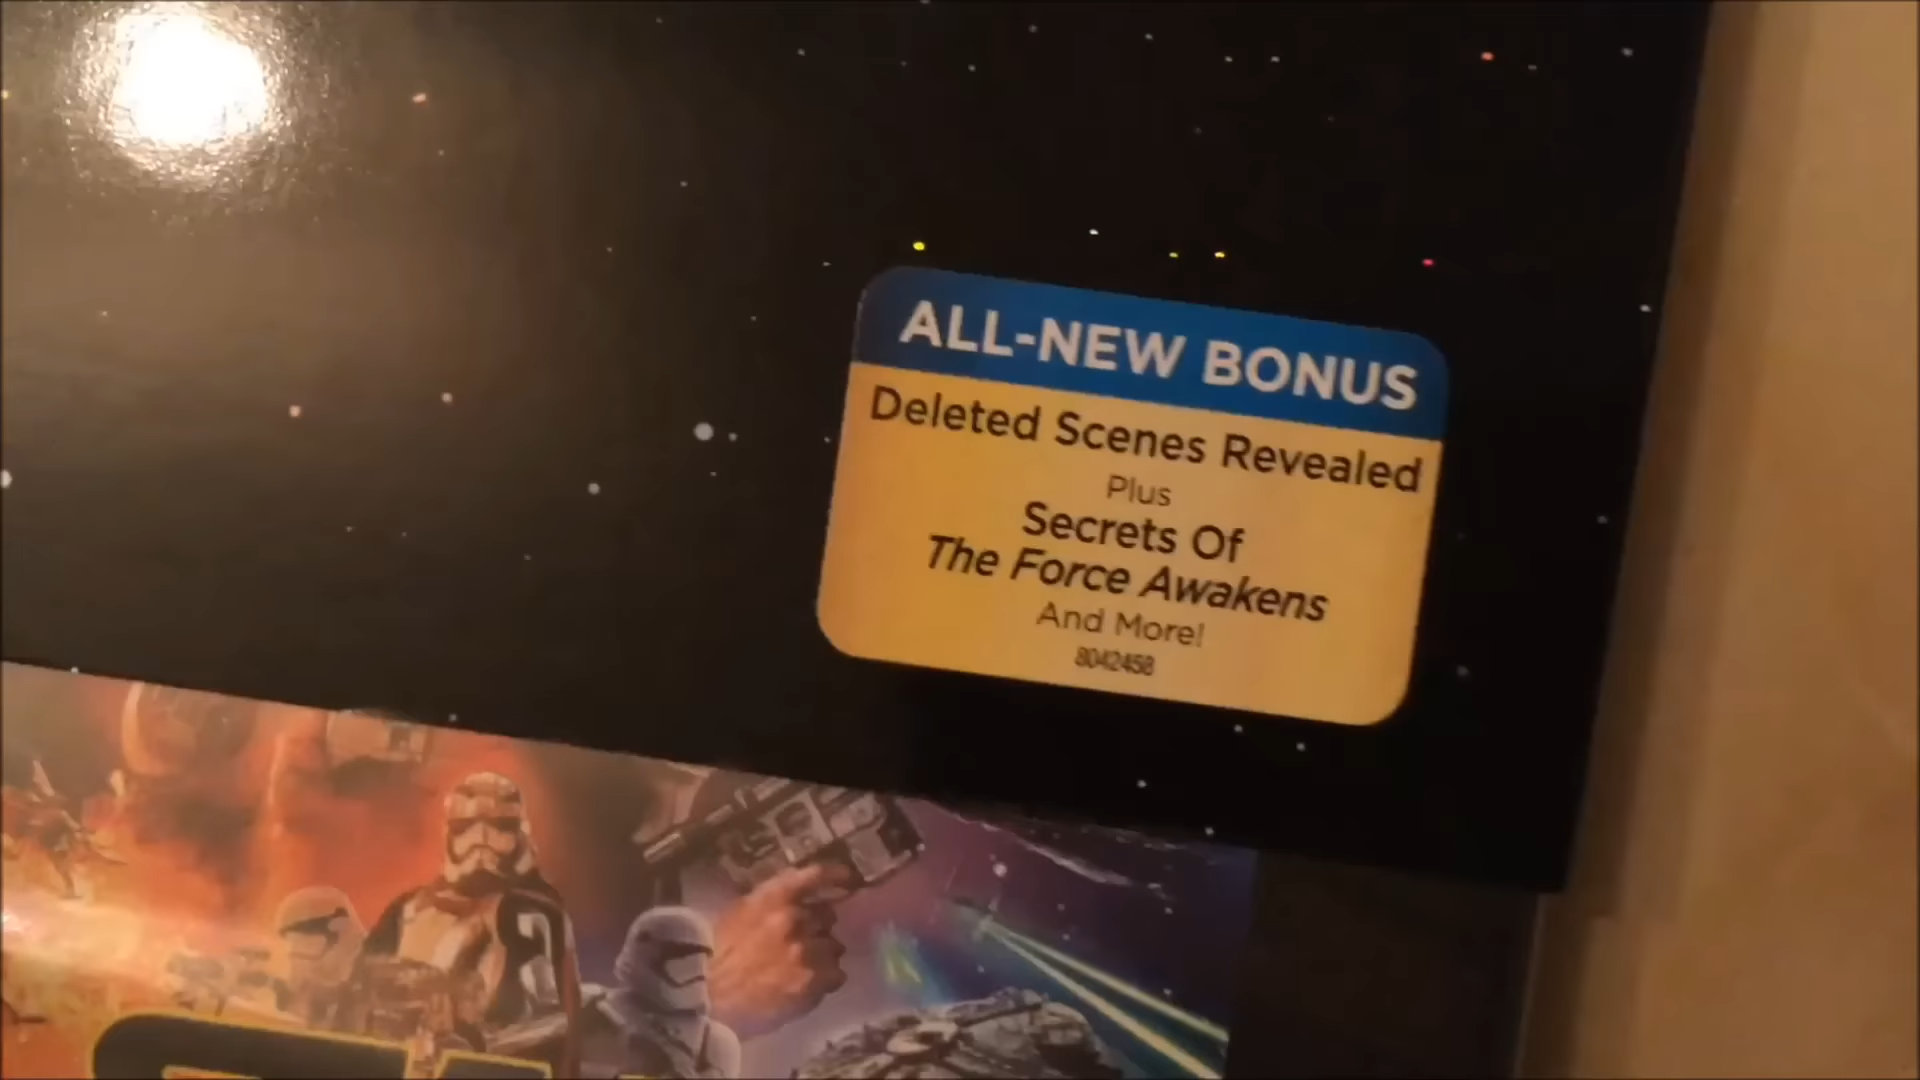 ALL-NEW BONUS
Deleted Scenes Revealed
Plus
Secrets Of
The Force Awakens
And More!
8042458